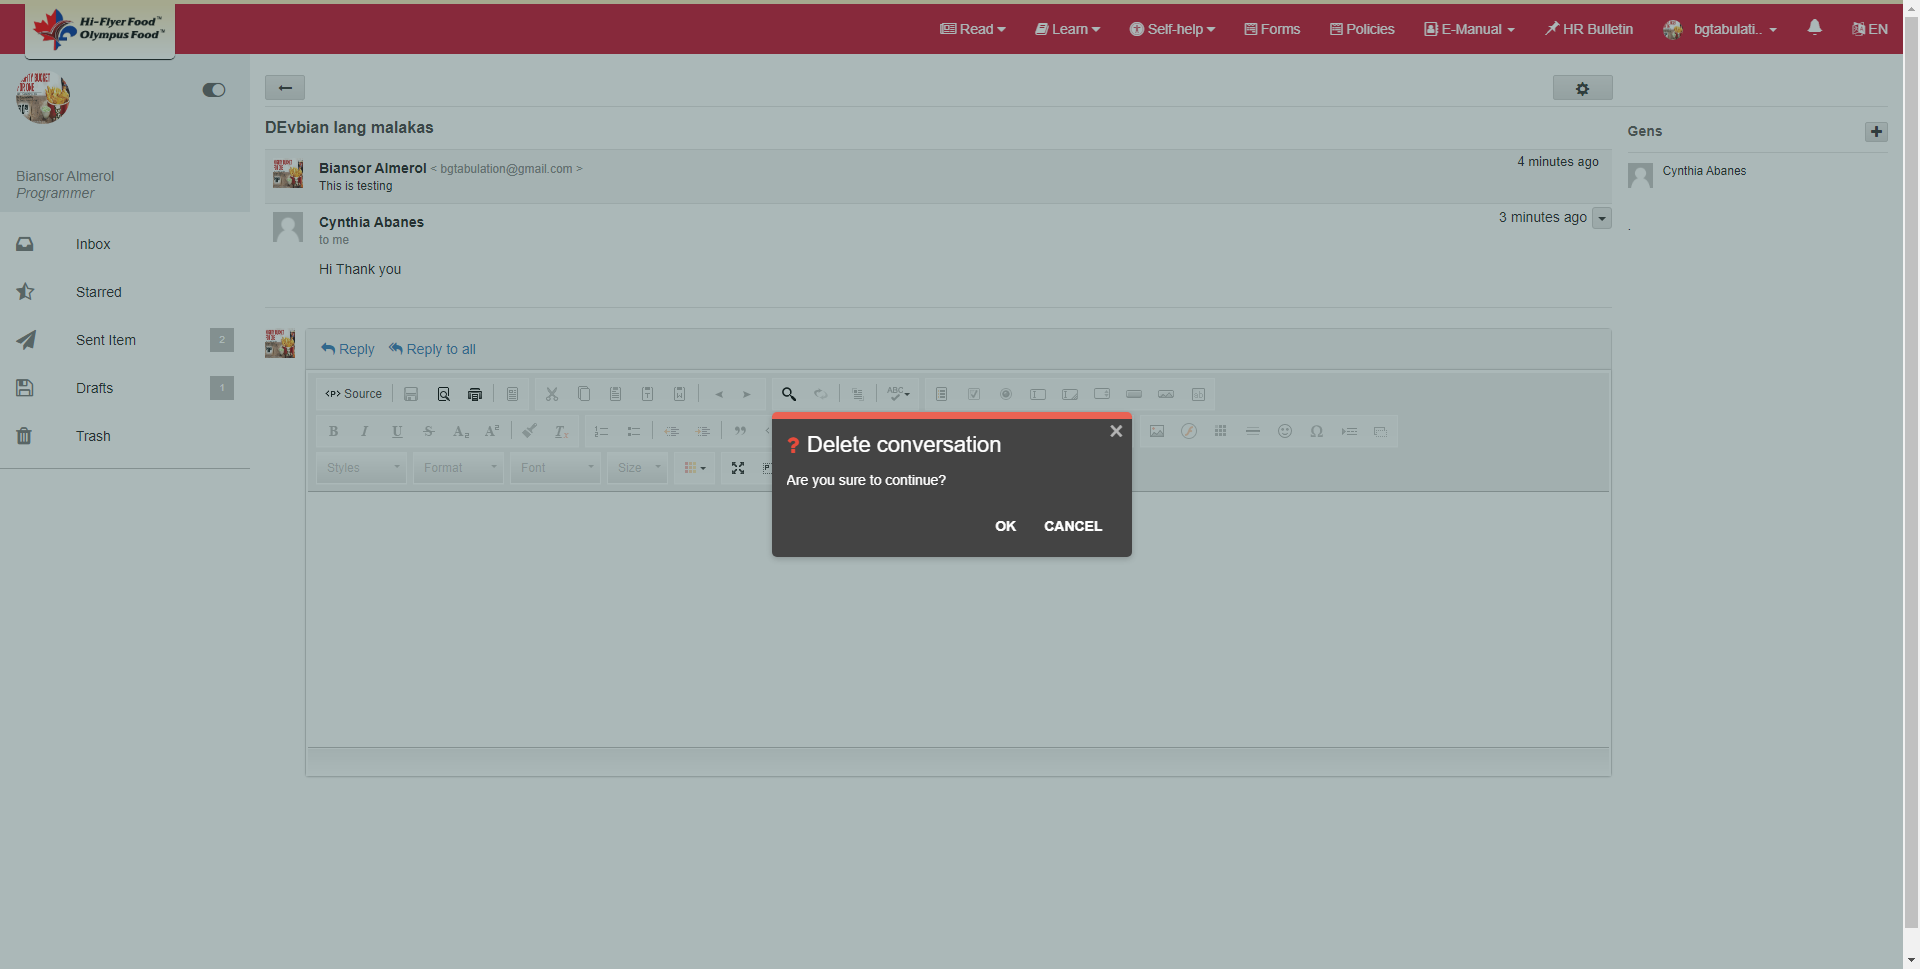 Hi-Flyer Food™
Olympus Food™
Read
Learn
Self-help
Forms
Policies
E-Manual
HR Bulletin
bgtabulati..
EN
Biansor Almerol
Programmer
Inbox
Starred
Sent Item 2
Drafts 1
Trash
DEvbian lang malakas
Biansor Almerol < bgtabulation@gmail.com >
4 minutes ago
This is testing
Cynthia Abanes
3 minutes ago
to me
Hi Thank you
Gens
Cynthia Abanes
.
Reply
Reply to all
Source
ABC
B I U S
Styles
Format
Font
Size
? Delete conversation
Are you sure to continue?
OK
CANCEL